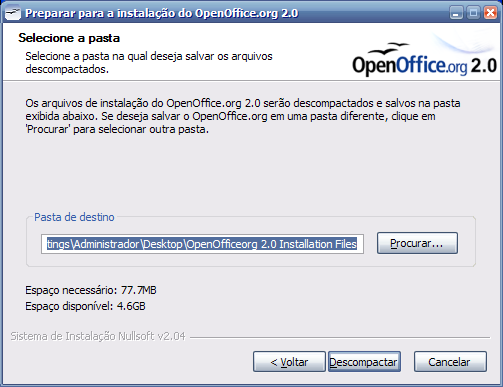 Preparar para a instalação do OpenOffice.org 2.0
Selecione a pasta
Selecione a pasta na qual deseja salvar os arquivos
descompactados.
OpenOffice.org 2.0
Os arquivos de instalação do OpenOffice.org 2.0 serão descompactados e salvos na pasta
exibida abaixo. Se deseja salvar o OpenOffice.org em uma pasta diferente, clique em
'Procurar' para selecionar outra pasta.
Pasta de destino
tings\Administrador\Desktop\OpenOfficeorg 2.0 Installation Files
Procurar...
Espaço necessário: 77.7MB
Espaço disponível: 4.6GB
Sistema de Instalação Nullsoft v2.04
< Voltar
Descompactar
Cancelar